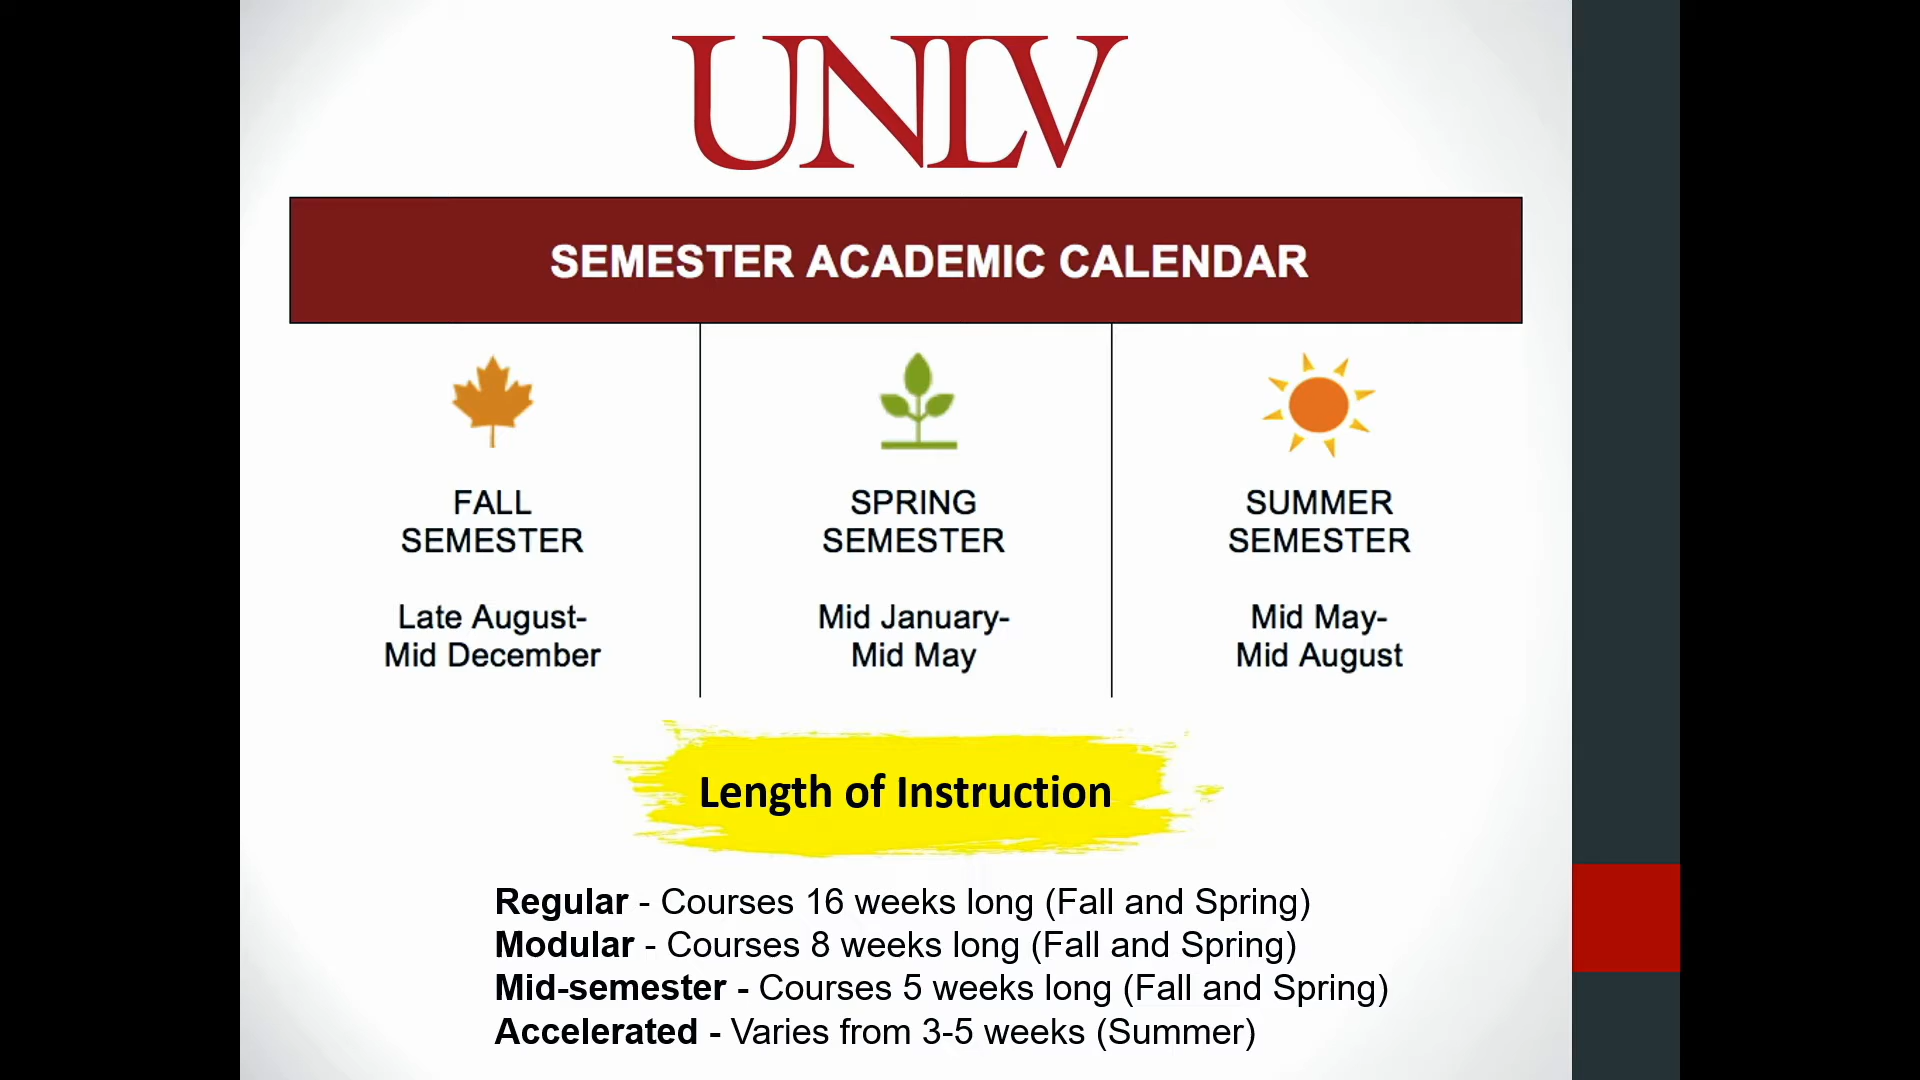 UNLV
SEMESTER ACADEMIC CALENDAR
FALL
SEMESTER
Late August-
Mid December
SPRING
SEMESTER
Mid January-
Mid May
SUMMER
SEMESTER
Mid May-
Mid August
Length of Instruction
Regular - Courses 16 weeks long (Fall and Spring)
Modular - Courses 8 weeks long (Fall and Spring)
Mid-semester - Courses 5 weeks long (Fall and Spring)
Accelerated - Varies from 3-5 weeks (Summer)